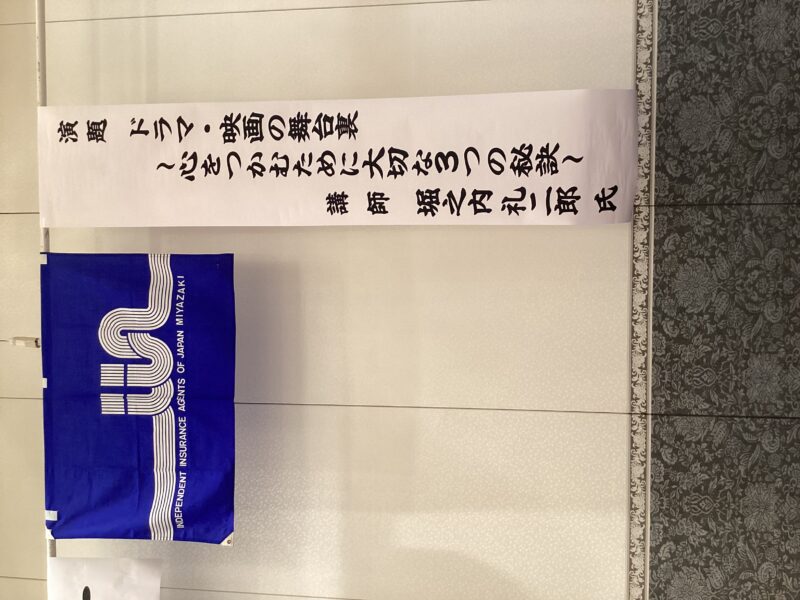 演題 ドラマ・映画の舞台裏
～心をつかむために大切な3つの秘訣～
講師 堀之内 礼二郎 氏
INDEPENDENT INSURANCE AGENTS OF JAPAN MIYAZAKI